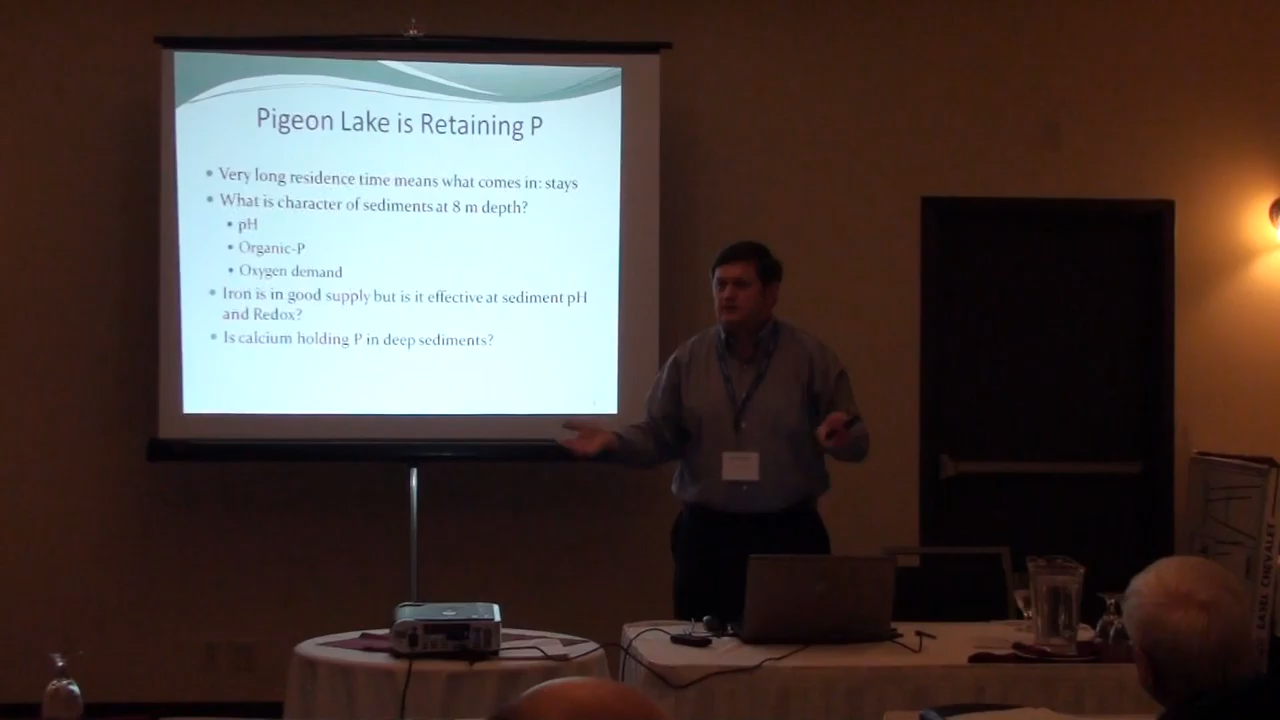 Pigeon Lake is Retaining P
• Very long residence time means what comes in: stays
• What is character of sediments at 8 m depth?
• pH
• Organic-P
• Oxygen demand
• Iron is in good supply but is it effective at sediment pH
and Redox?
• Is calcium holding P in deep sediments?
CHEVALET